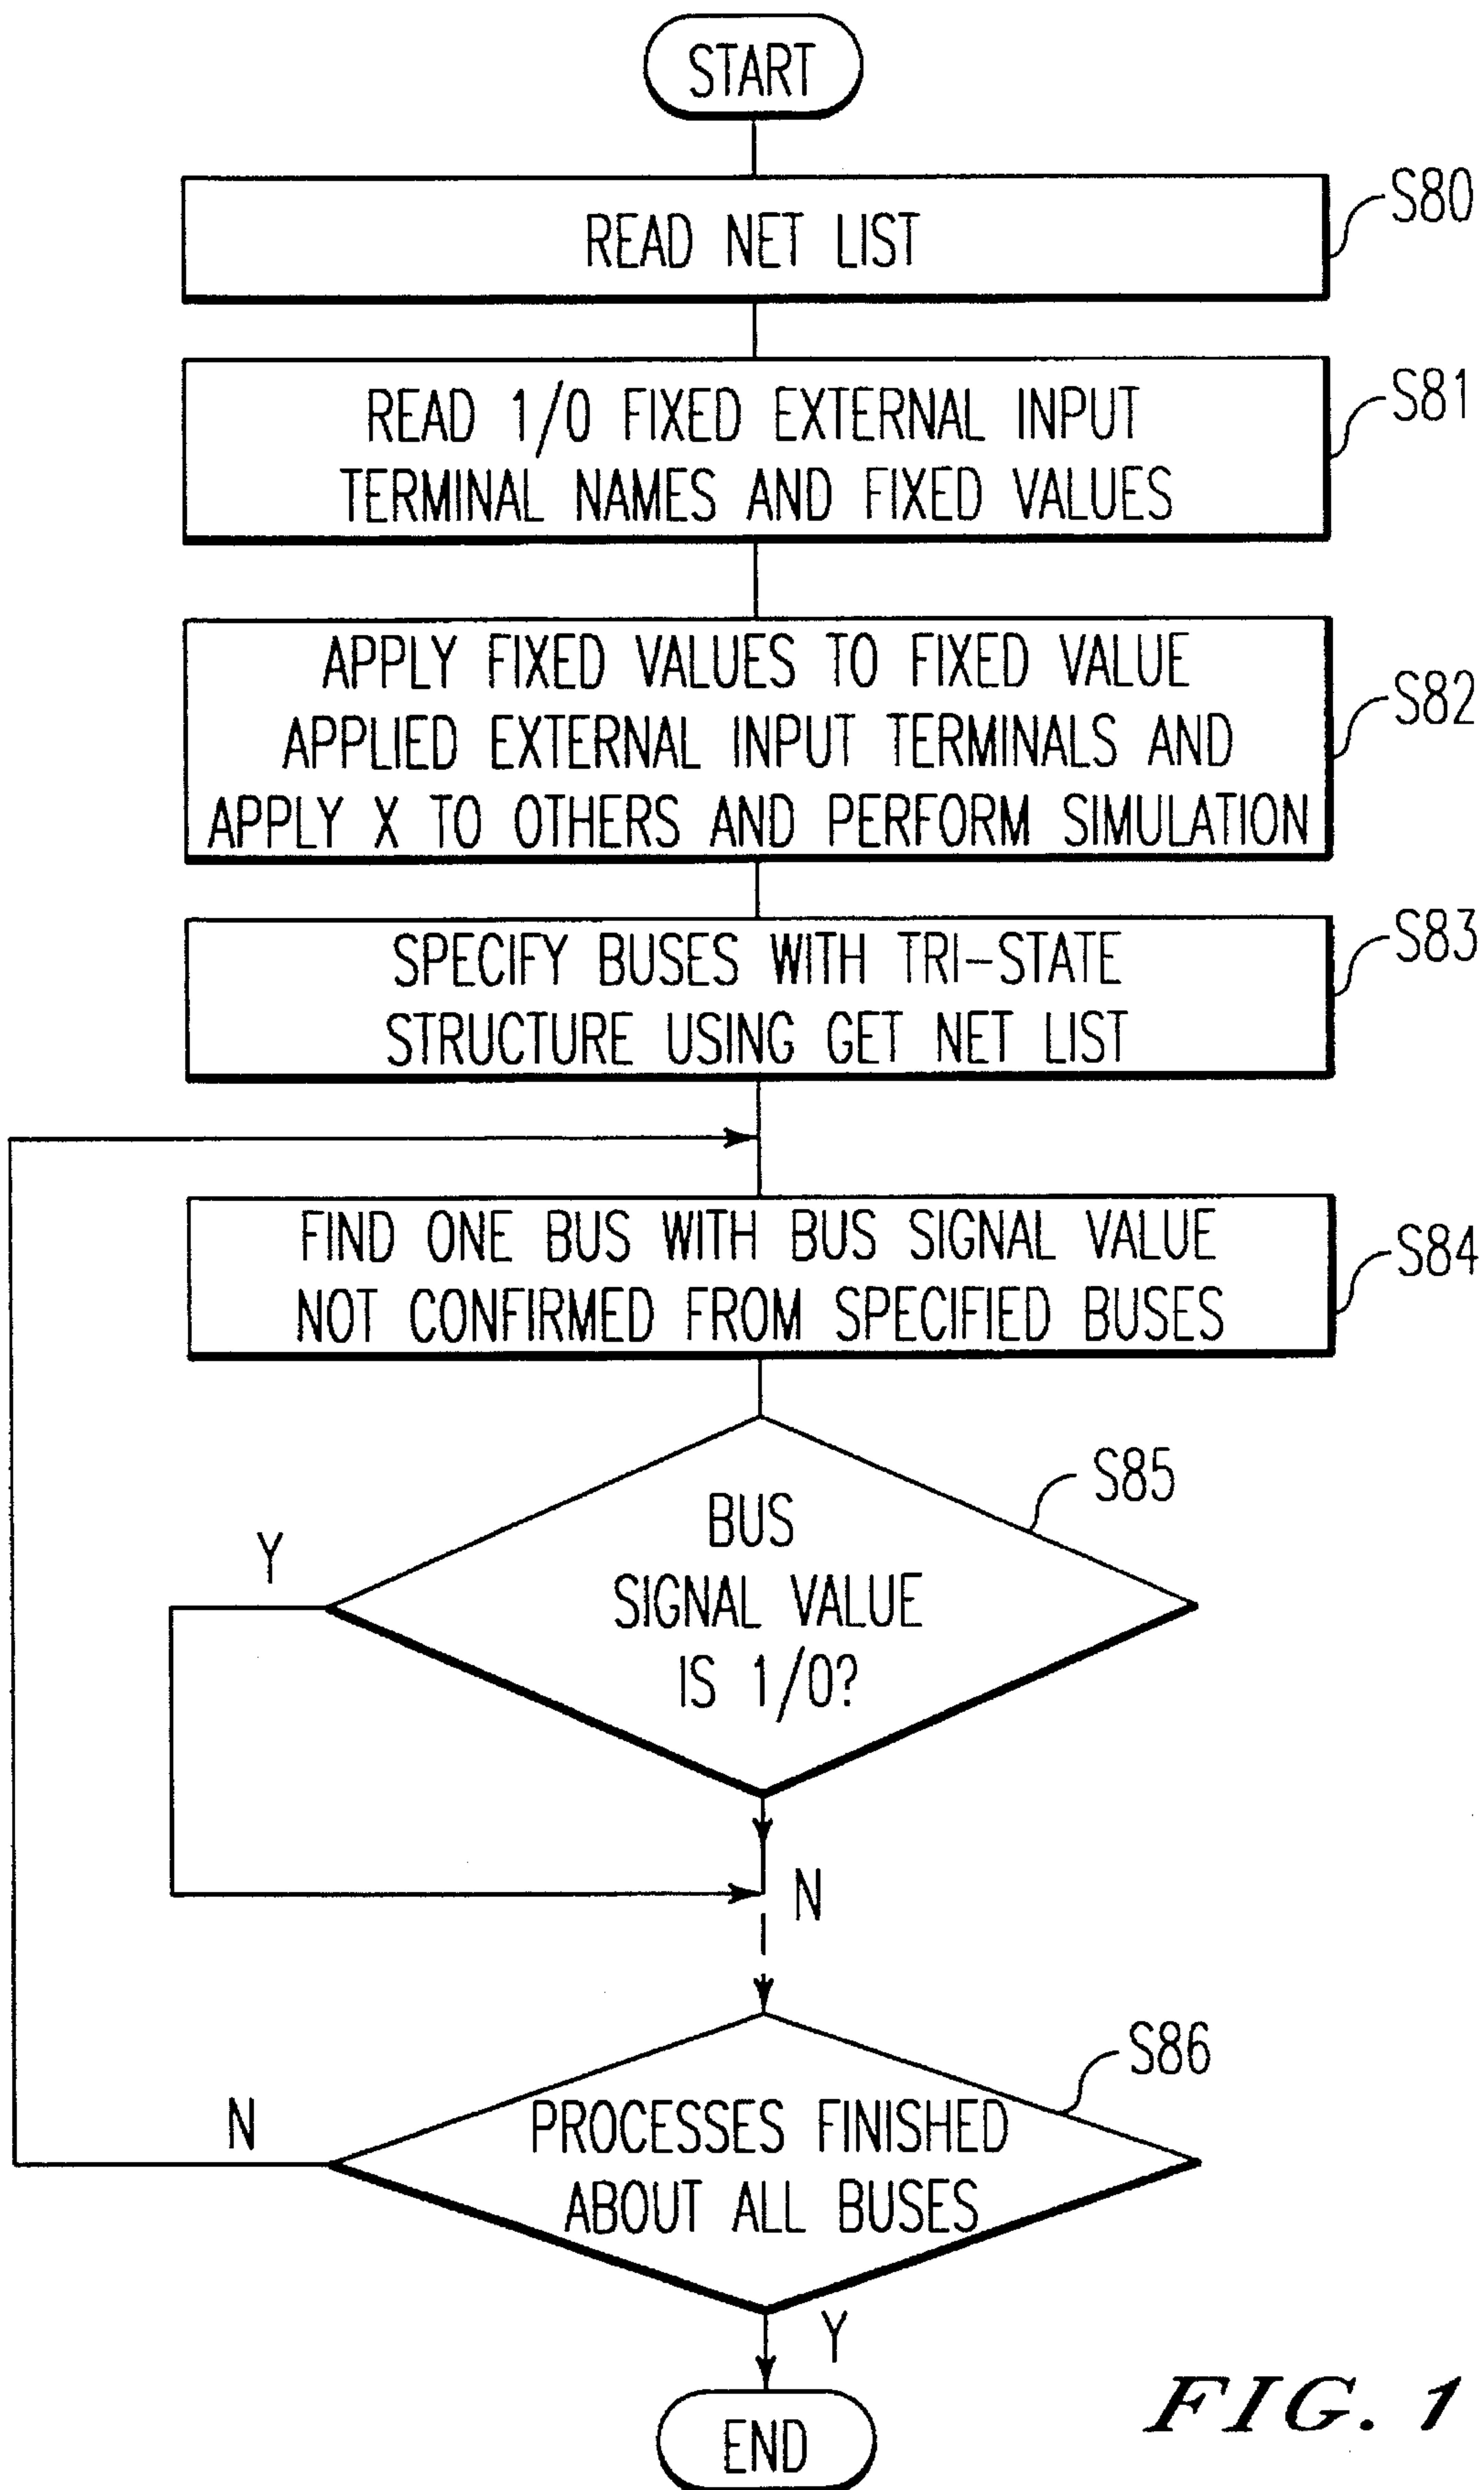 START
READ NET LIST
S80
READ 1/0 FIXED EXTERNAL INPUT
TERMINAL NAMES AND FIXED VALUES
S81
APPLY FIXED VALUES TO FIXED VALUE
APPLIED EXTERNAL INPUT TERMINALS AND
APPLY X TO OTHERS AND PERFORM SIMULATION
S82
SPECIFY BUSES WITH TRI-STATE
STRUCTURE USING GET NET LIST
S83
FIND ONE BUS WITH BUS SIGNAL VALUE
NOT CONFIRMED FROM SPECIFIED BUSES
S84
BUS
SIGNAL VALUE
IS 1/0?
S85
Y
N
PROCESSES FINISHED
ABOUT ALL BUSES
S86
N
Y
END
FIG. 1